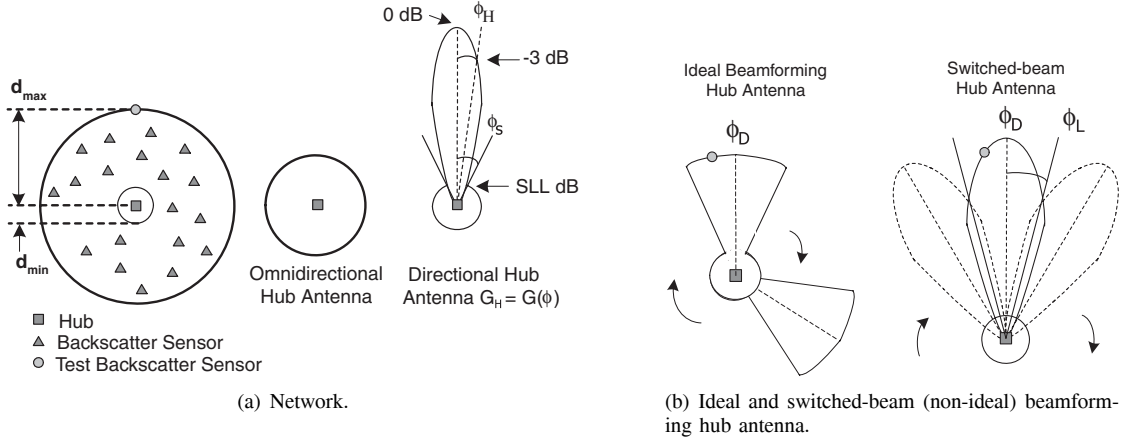 d_max
d_min
Hub
Backscatter Sensor
Test Backscatter Sensor
Omnidirectional
Hub Antenna
0 dB
ϕ_H
-3 dB
ϕ_s
SLL dB
Directional Hub
Antenna G_H = G(ϕ)
(a) Network.
Ideal Beamforming
Hub Antenna
ϕ_D
Switched-beam
Hub Antenna
ϕ_D
ϕ_L
(b) Ideal and switched-beam (non-ideal) beamform-
ing hub antenna.